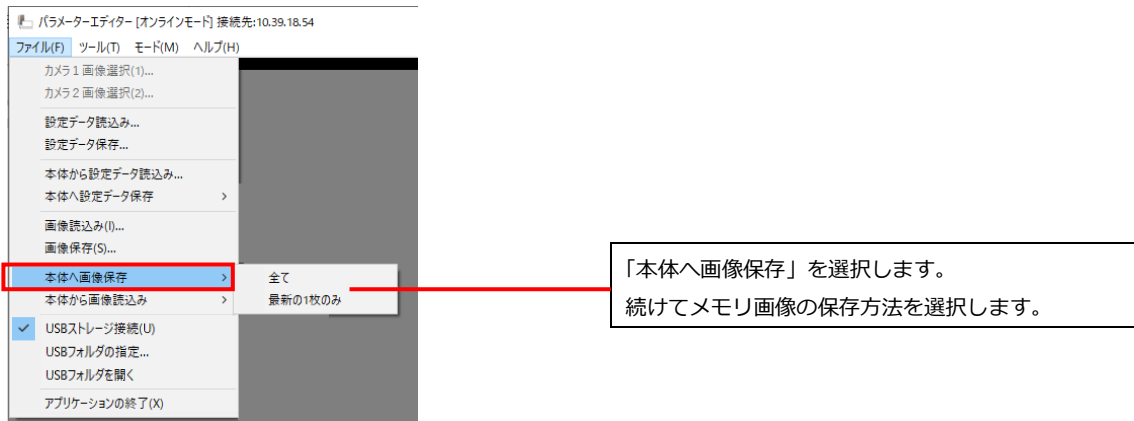 パラメーターエディター [オンラインモード] 接続先:10.39.18.54
ファイル(F) ツール(T) モード(M) ヘルプ(H)
カメラ1画像選択(1)...
カメラ2画像選択(2)...
設定データ読込み...
設定データ保存...
本体から設定データ読込み...
本体へ設定データ保存 >
画像読込み(I)...
画像保存(S)...
本体へ画像保存 > 全て
本体から画像読込み > 最新の1枚のみ
USBストレージ接続(U)
USBフォルダの指定...
USBフォルダを開く
アプリケーションの終了(X)
「本体へ画像保存」を選択します。
続けてメモリ画像の保存方法を選択します。